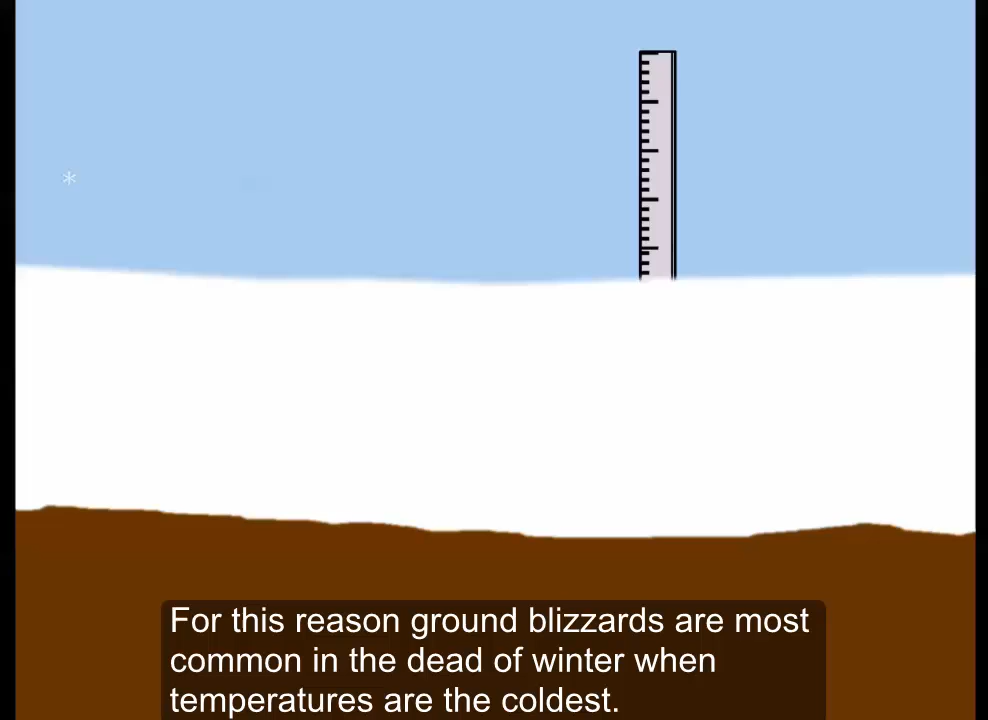 For this reason ground blizzards are most
common in the dead of winter when
temperatures are the coldest.